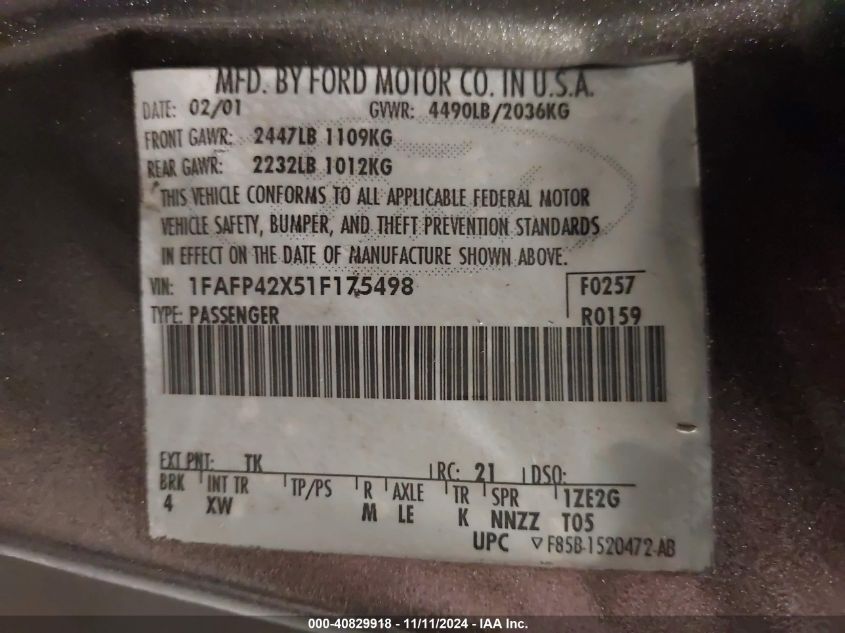 MFD. BY FORD MOTOR CO. IN U.S.A.
DATE: 02/01 GVWR: 4490LB/2036KG
FRONT GAWR: 2447LB 1109KG
REAR GAWR: 2232LB 1012KG
THIS VEHICLE CONFORMS TO ALL APPLICABLE FEDERAL MOTOR
VEHICLE SAFETY, BUMPER, AND THEFT PREVENTION STANDARDS
IN EFFECT ON THE DATE OF MANUFACTURE SHOWN ABOVE.
VIN: 1FAFP42X51F175498 F0257
TYPE: PASSENGER R0159
EXT PNT: TK RC: 21 DSO:
BRK INT TR TP/PS R AXLE TR SPR 1ZE2G
4 XW M LE K NNZZ T05
UPC ▽ F85B-1520472-AB
000-40829918 - 11/11/2024 - IAA Inc.